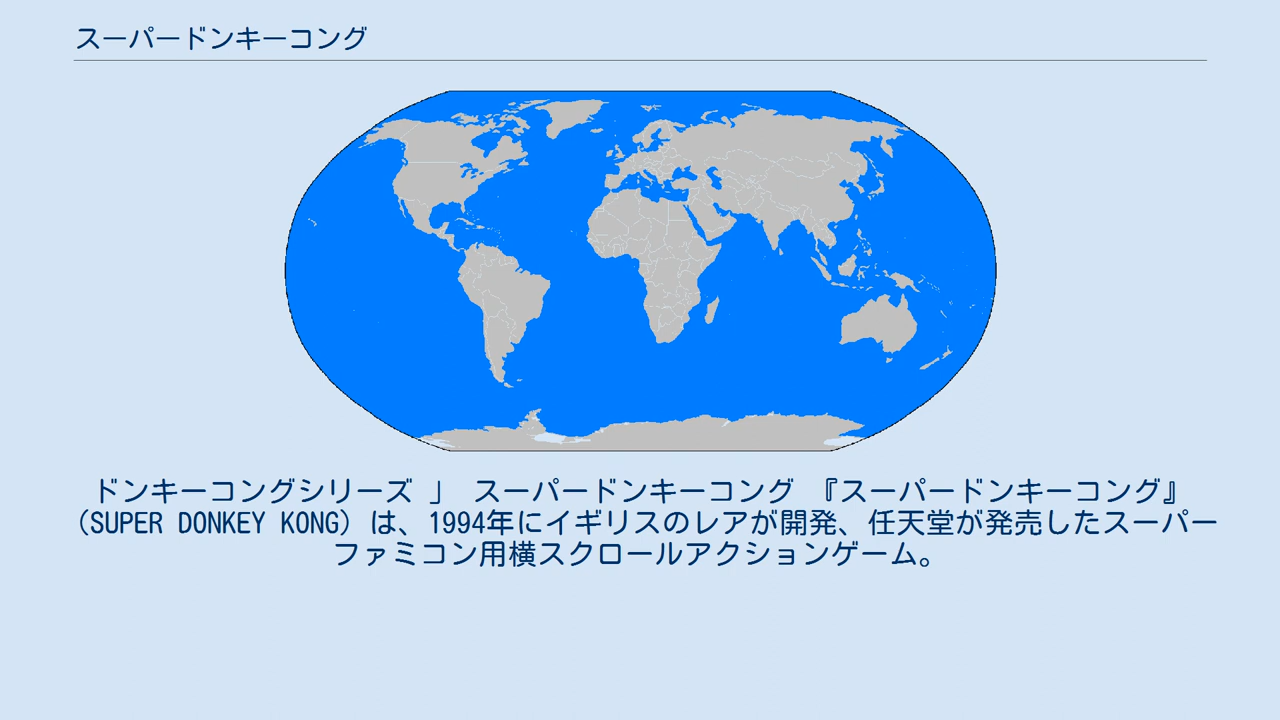 スーパードンキーコング
ドンキーコングシリーズ 」 スーパードンキーコング 『スーパードンキーコング』
（SUPER DONKEY KONG）は、1994年にイギリスのレアが開発、任天堂が発売したスーパー
ファミコン用横スクロールアクションゲーム。